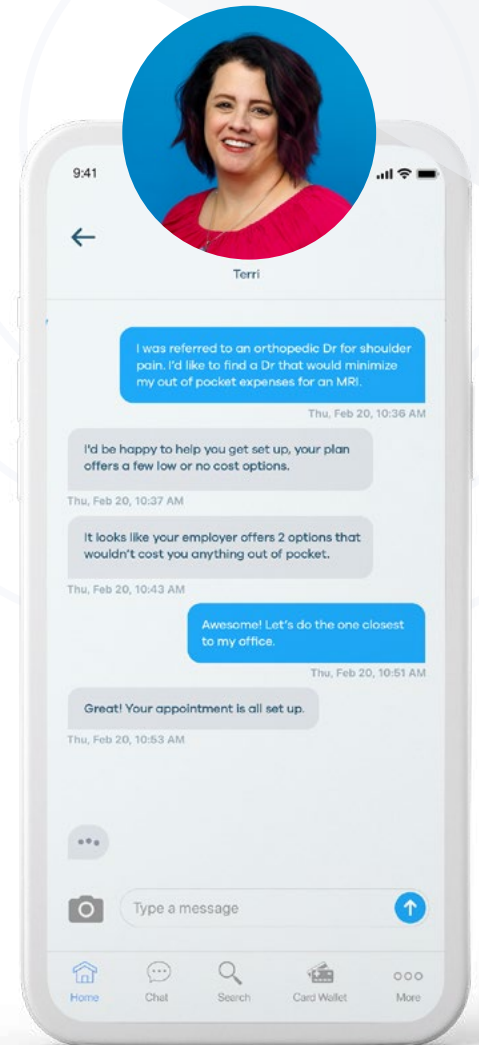 9:41
Terri
I was referred to an orthopedic Dr for shoulder
pain. I'd like to find a Dr that would minimize
my out of pocket expenses for an MRI.
Thu, Feb 20, 10:36 AM
I'd be happy to help you get set up, your plan
offers a few low or no cost options.
Thu, Feb 20, 10:37 AM
It looks like your employer offers 2 options that
wouldn't cost you anything out of pocket.
Thu, Feb 20, 10:43 AM
Awesome! Let's do the one closest
to my office.
Thu, Feb 20, 10:51 AM
Great! Your appointment is all set up.
Thu, Feb 20, 10:53 AM
Type a message
Home Chat Search Card Wallet More